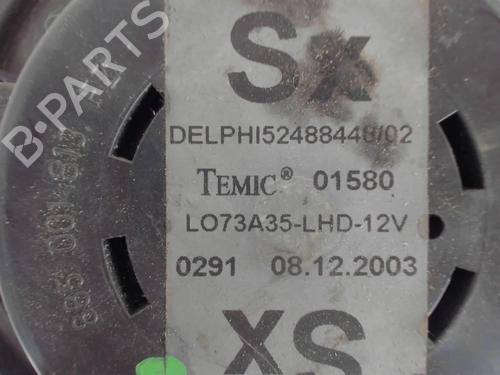 B-PARTS
Sx
DELPHI52488448/02
TEMIC® 01580
LO73A35-LHD-12V
0291 08.12.2003
XS